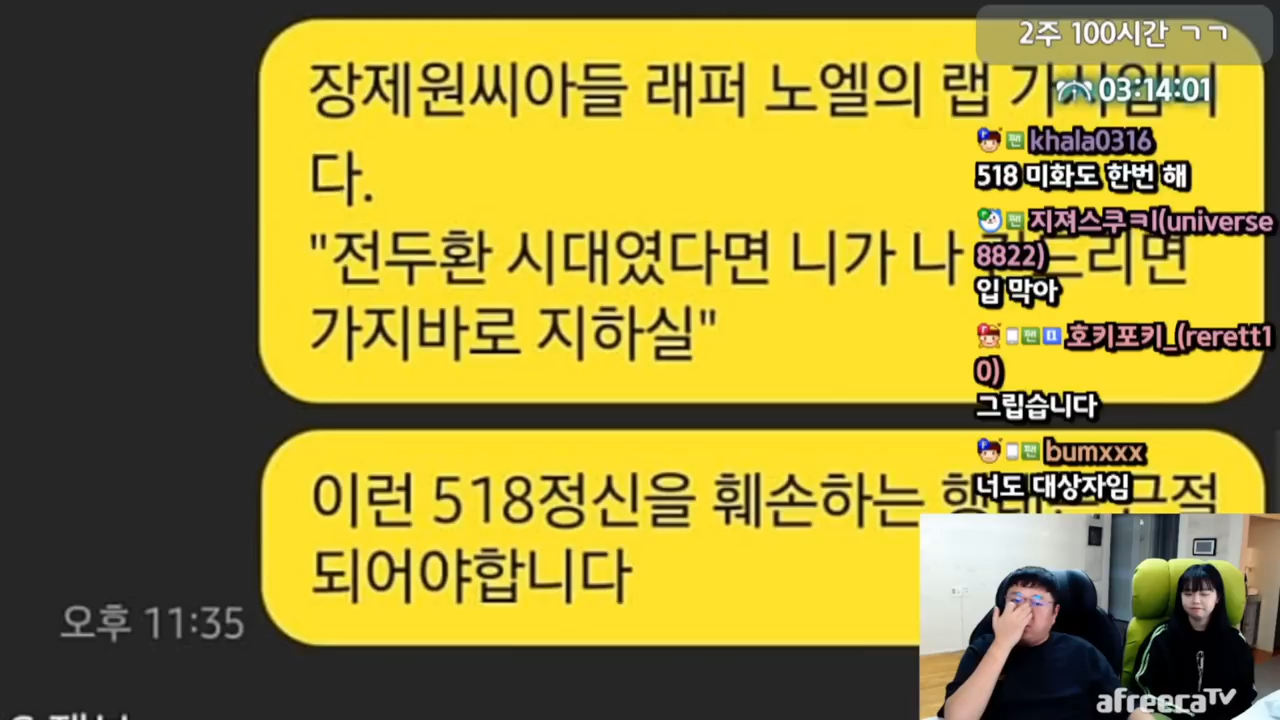 장제원씨아들 래퍼 노엘의 랩
다.
"전두환 시대였다면 니가 나
가지바로 지하실"
이런 518정신을 훼손하는
되어야합니다
오후 11:35
2주 100시간 ㄱㄱ
03:14:01
khala0316
518 미화도 한번 해
지져스쿠ㅋl(universe
8822)
입 막아
호키포키_(rerett1
0)
그립습니다
bumxxx
너도 대상자임
afreecaTV